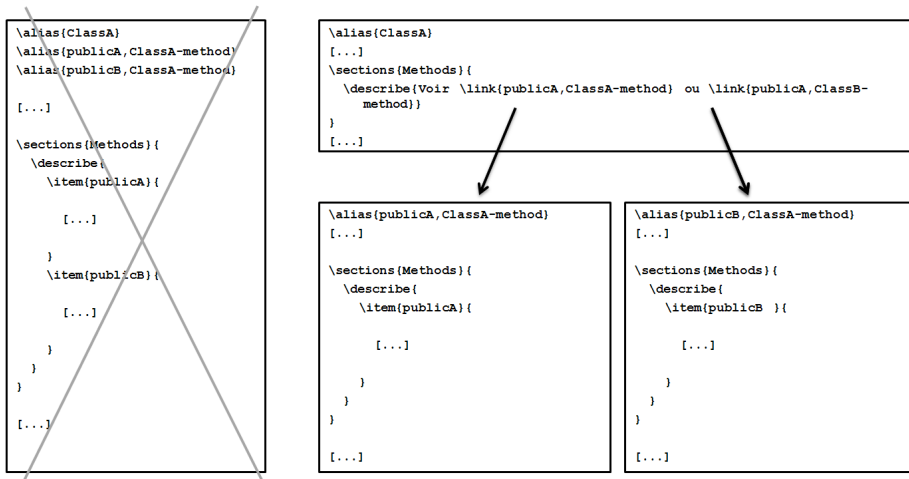 \alias{ClassA}
\alias{publicA,ClassA-method}
\alias{publicB,ClassA-method}
[...]
\sections{Methods}{
\describe{
\item{publicA}{
[...]
}
\item{publicB}{
[...]
}
}
}
[...]
\alias{ClassA}
[...]
\sections{Methods}{
\describe{Voir \link{publicA,ClassA-method} ou \link{publicA,ClassB-
method}}
}
[...]
\alias{publicA,ClassA-method}
[...]
\sections{Methods}{
\describe{
\item{publicA}{
[...]
}
}
}
[...]
\alias{publicB,ClassA-method}
[...]
\sections{Methods}{
\describe{
\item{publicB }{
[...]
}
}
}
[...]